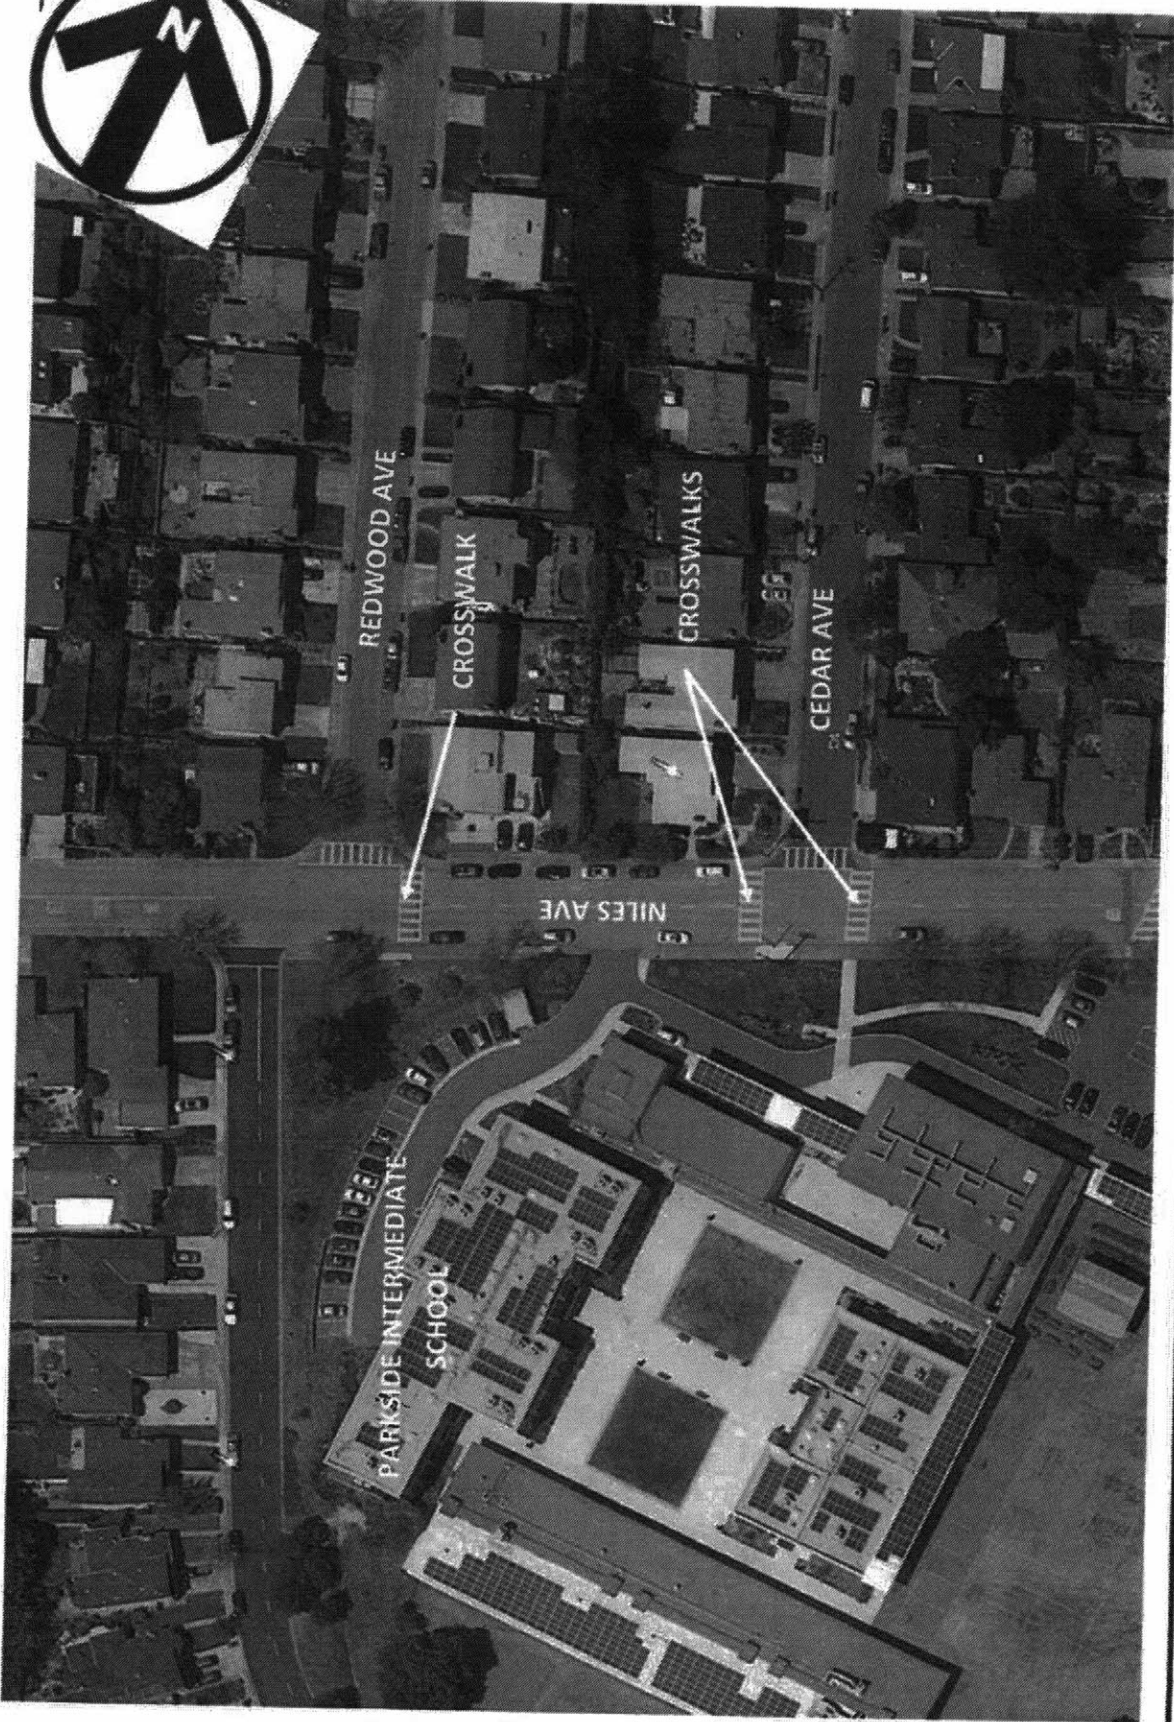 N
REDWOOD AVE
CROSSWALK
CROSSWALKS
CEDAR AVE
NILES AVE
PARKSIDE INTERMEDIATE
SCHOOL